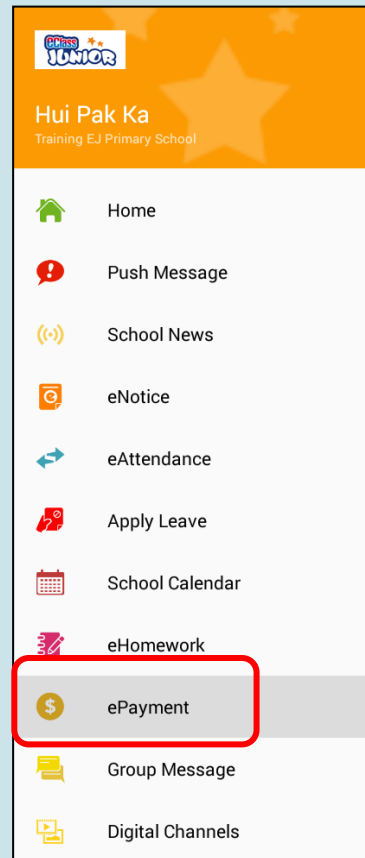 eClass
JUNIOR
Hui Pak Ka
Training EJ Primary School
Home
Push Message
School News
eNotice
eAttendance
Apply Leave
School Calendar
eHomework
$ ePayment
Group Message
Digital Channels